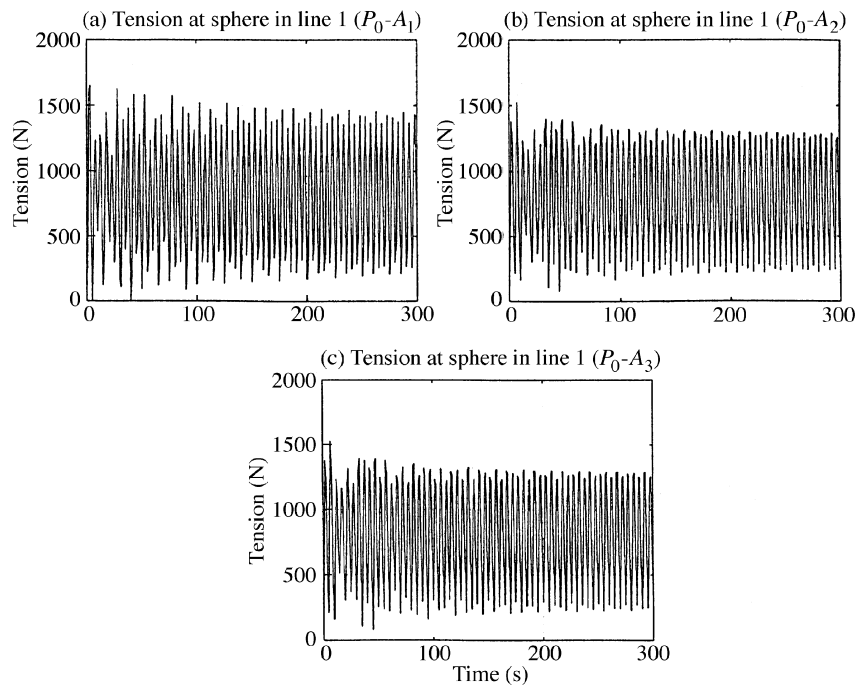 (a) Tension at sphere in line 1 (P0-A1)
2000
1500
1000
500
0
Tension (N)
0 100 200 300
(b) Tension at sphere in line 1 (P0-A2)
2000
1500
1000
500
0
Tension (N)
0 100 200 300
(c) Tension at sphere in line 1 (P0-A3)
2000
1500
1000
500
0
Tension (N)
0 100 200 300
Time (s)